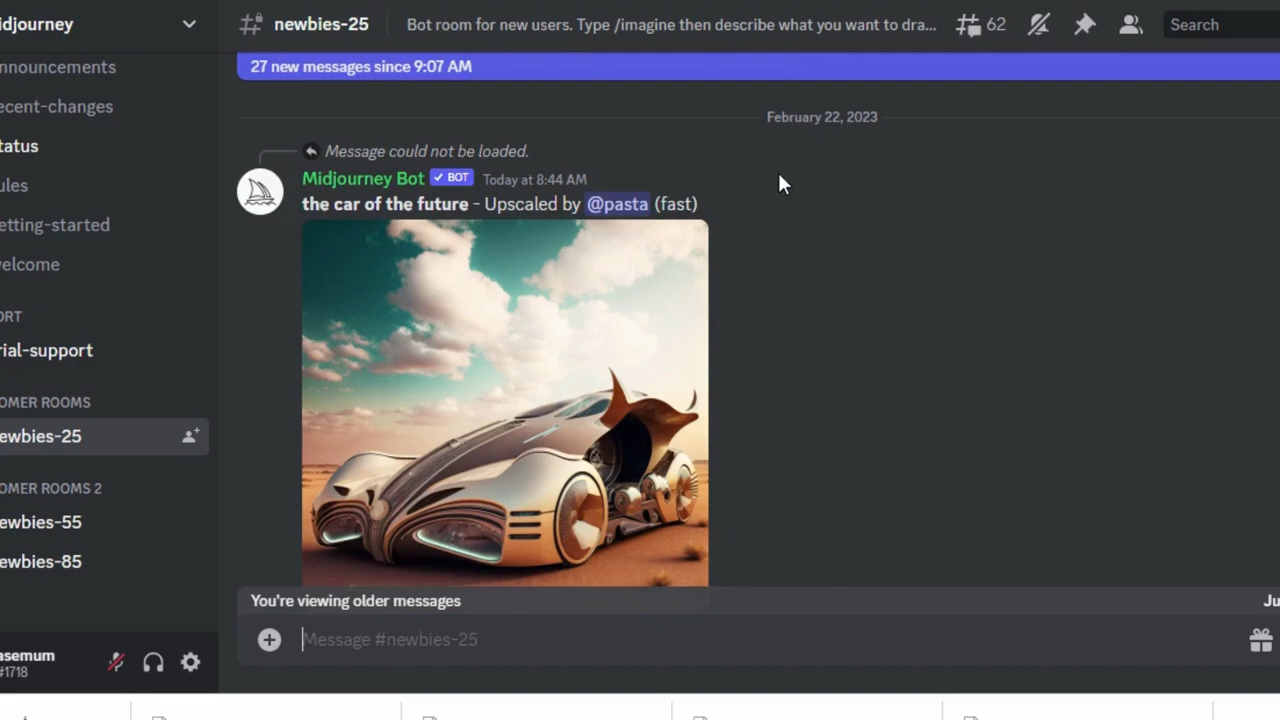 idjourney
newbies-25
Bot room for new users. Type /imagine then describe what you want to dra...
62
Search
nnouncements
ecent-changes
tatus
ules
etting-started
elcome
ORT
rial-support
OMER ROOMS
ewbies-25
OMER ROOMS 2
ewbies-55
ewbies-85
asemum
#1718
27 new messages since 9:07 AM
February 22, 2023
Message could not be loaded.
Midjourney Bot ✓ BOT Today at 8:44 AM
the car of the future - Upscaled by @pasta (fast)
You're viewing older messages
Ju
Message #newbies-25